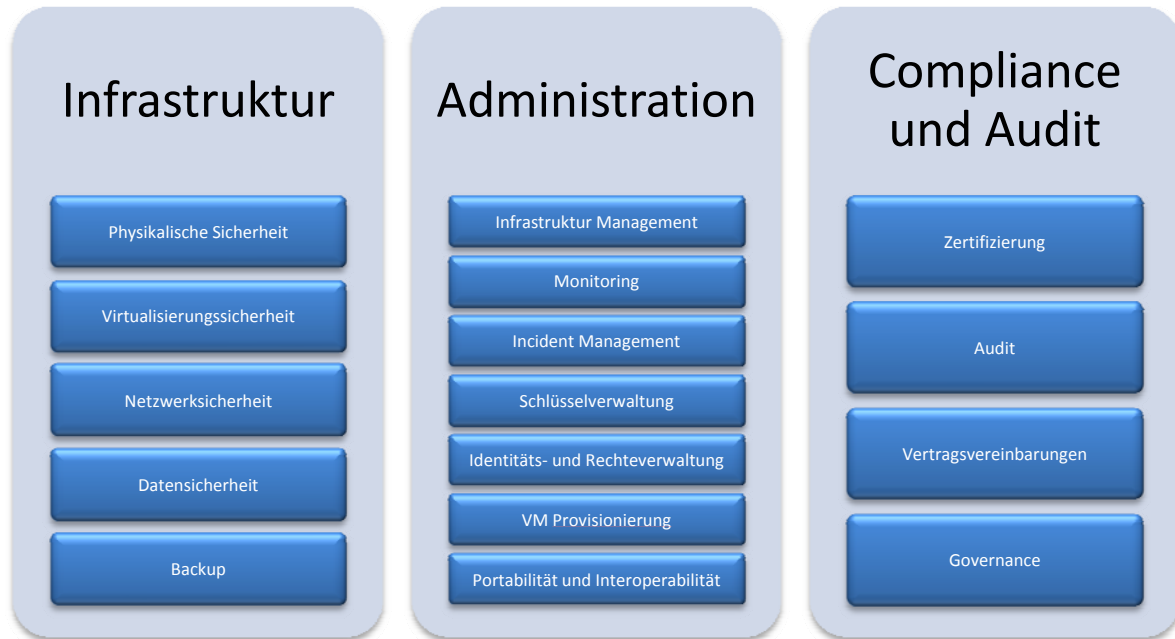 Infrastruktur
Physikalische Sicherheit
Virtualisierungssicherheit
Netzwerksicherheit
Datensicherheit
Backup
Administration
Infrastruktur Management
Monitoring
Incident Management
Schlüsselverwaltung
Identitäts- und Rechteverwaltung
VM Provisionierung
Portabilität und Interoperabilität
Compliance
und Audit
Zertifizierung
Audit
Vertragsvereinbarungen
Governance